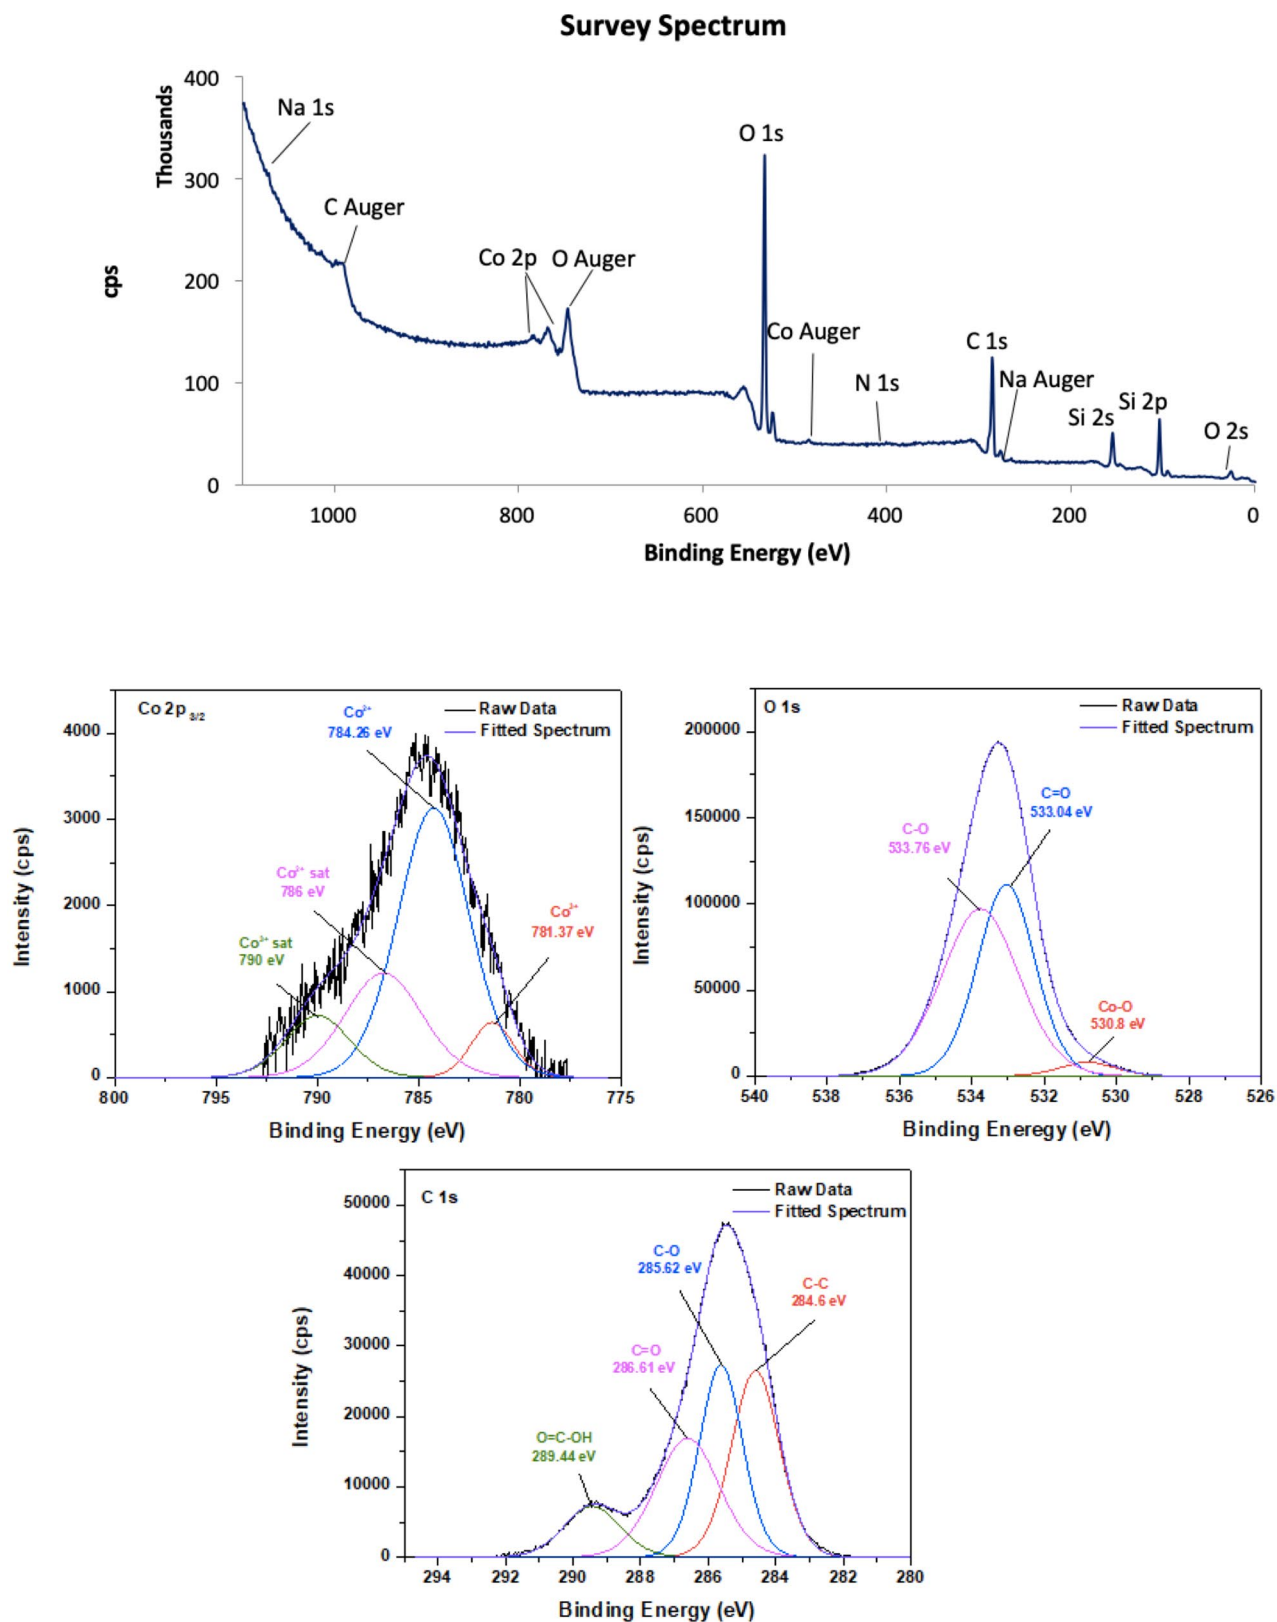 Survey Spectrum
400
300
200
100
0
Thousands
cps
Na 1s
C Auger
Co 2p
O Auger
O 1s
Co Auger
N 1s
C 1s
Na Auger
Si 2s
Si 2p
O 2s
1000
800
600
400
200
0
Binding Energy (eV)
Co 2p 3/2
Raw Data
Fitted Spectrum
Co²⁺
784.26 eV
Co²⁺ sat
786 eV
Co³⁺ sat
790 eV
Co³⁺
781.37 eV
4000
3000
2000
1000
0
Intensity (cps)
800
795
790
785
780
775
Binding Energy (eV)
O 1s
Raw Data
Fitted Spectrum
C=O
533.04 eV
C-O
533.76 eV
Co-O
530.8 eV
200000
150000
100000
50000
0
Intensity (cps)
540
538
536
534
532
530
528
526
Binding Eneregy (eV)
C 1s
Raw Data
Fitted Spectrum
C-O
285.62 eV
C-C
284.6 eV
C=O
286.61 eV
O=C-OH
289.44 eV
50000
40000
30000
20000
10000
0
Intensity (cps)
294
292
290
288
286
284
282
280
Binding Energy (eV)